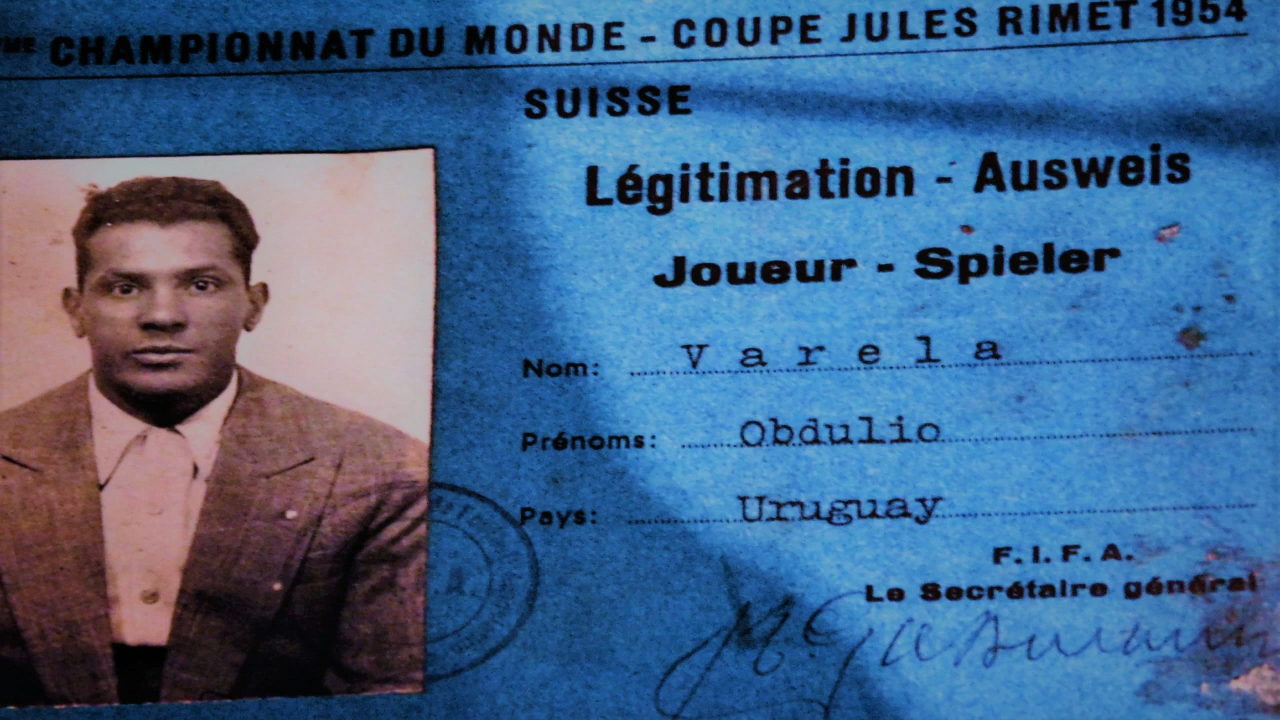 ME CHAMPIONNAT DU MONDE - COUPE JULES RIMET 1954
SUISSE
Légitimation - Ausweis
Joueur - Spieler
Nom: Varela
Prénoms: Obdulio
Pays: Uruguay
F.I.F.A.
Le Secrétaire général